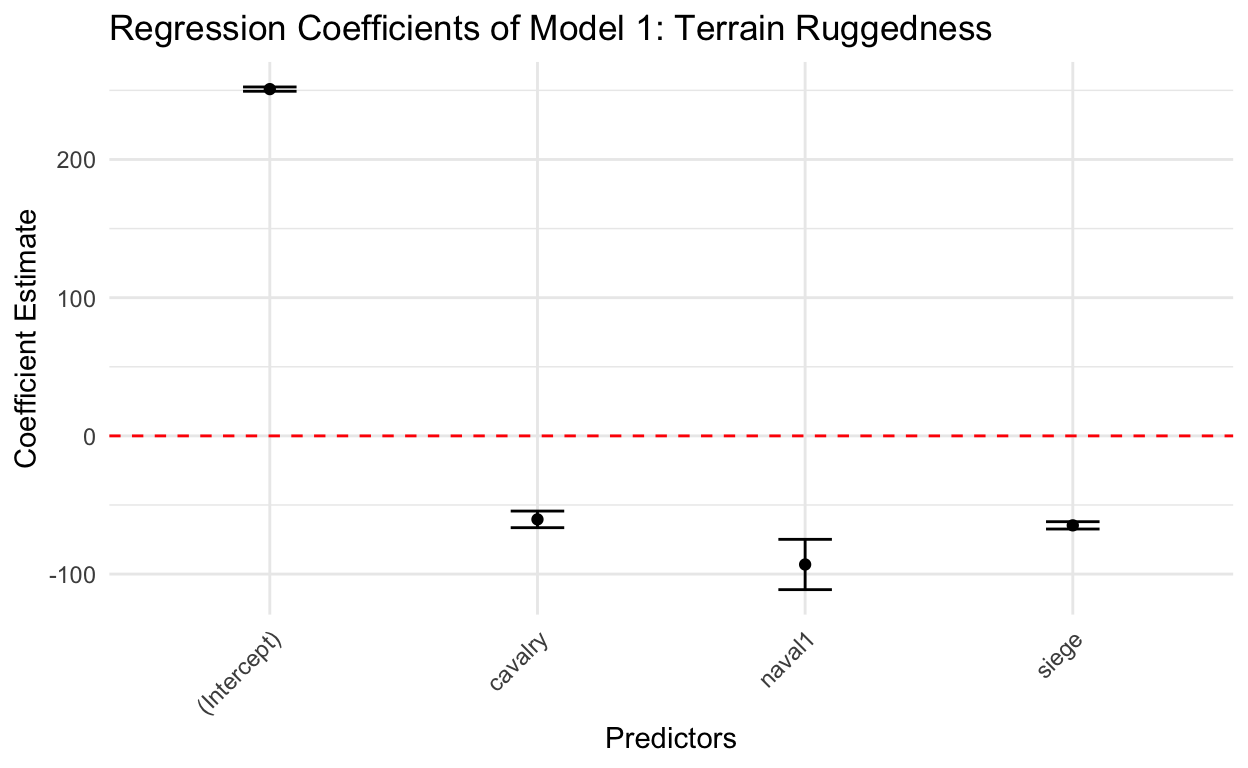 Regression Coefficients of Model 1: Terrain Ruggedness
Coefficient Estimate
200
100
0
-100
(Intercept)
cavalry
naval1
siege
Predictors